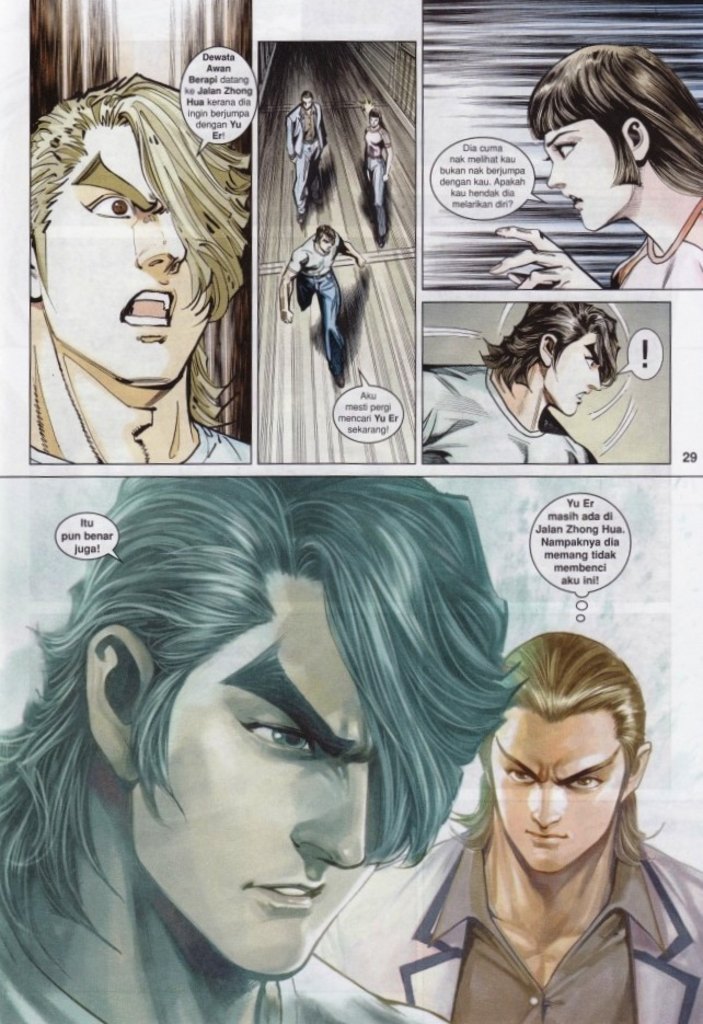 Dewata
Awan
Berapi datang
ke Jalan Zhong
Hua kerana dia
ingin berjumpa
dengan Yu
Er!
Aku
mesti pergi
mencari Yu Er
sekarang!
Dia cuma
nak melihat kau
bukan nak berjumpa
dengan kau. Apakah
kau hendak dia
melarikan diri?
!
29
Itu
pun benar
juga!
Yu Er
masih ada di
Jalan Zhong Hua.
Nampaknya dia
memang tidak
membenci
aku ini!